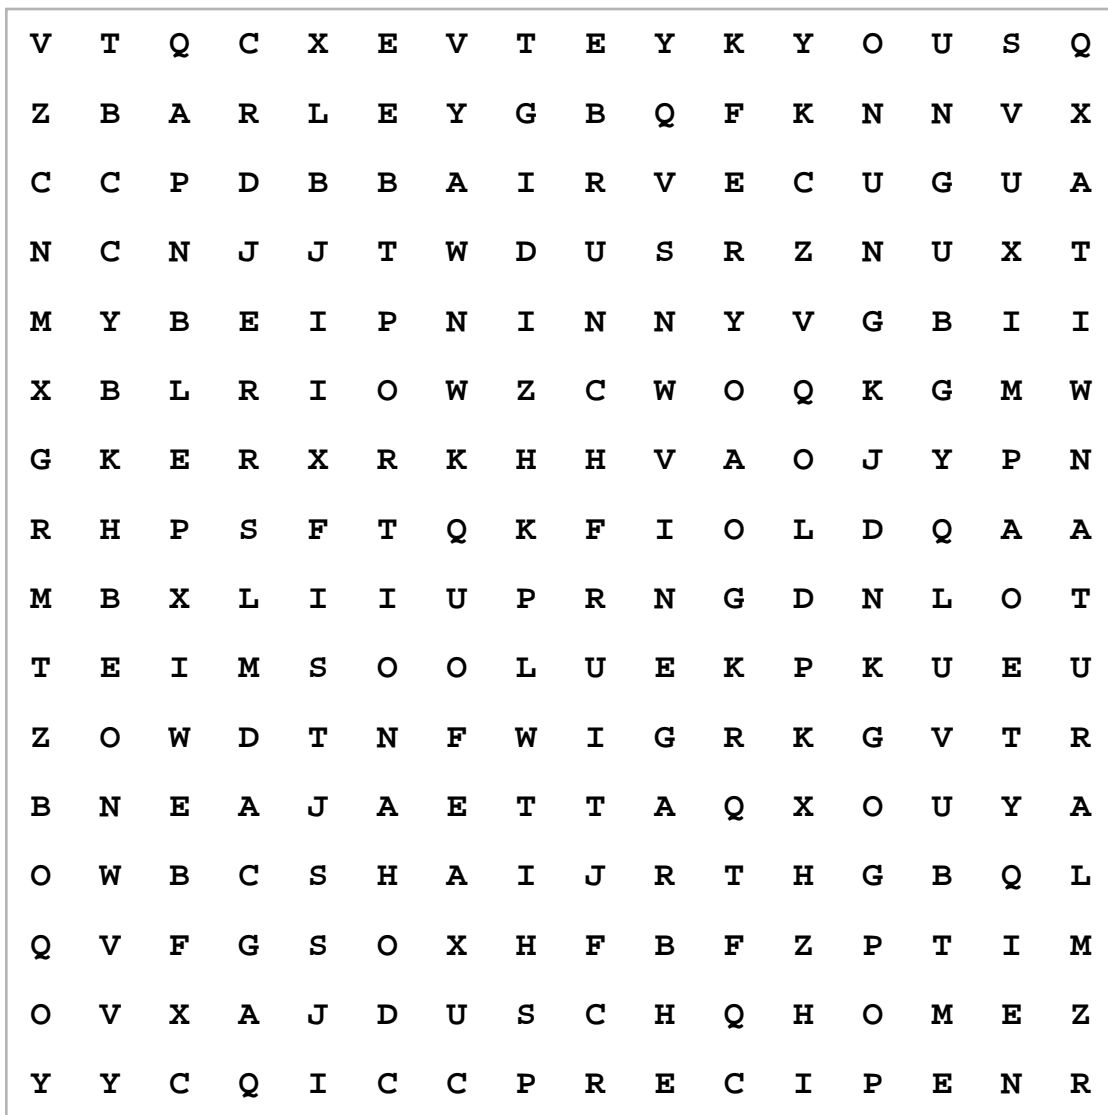 V T Q C X E V T E Y K Y O U S Q
Z B A R L E Y G B Q F K N N V X
C C P D B B A I R V E C U G U A
N C N J J T W D U S R Z N U X T
M Y B E I P N I N N Y V G B I I
X B L R I O W Z C W O Q K G M W
G K E R X R K H H V A O J Y P N
R H P S F T Q K F I O L D Q A A
M B X L I I U P R N G D N L O T
T E I M S O O L U E K P K U E U
Z O W D T N F W I G R K G V T R
B N E A J A E T T A Q X O U Y A
O W B C S H A I J R T H G B Q L
Q V F G S O X H F B F Z P T I M
O V X A J D U S C H Q H O M E Z
Y Y C Q I C C P R E C I P E N R